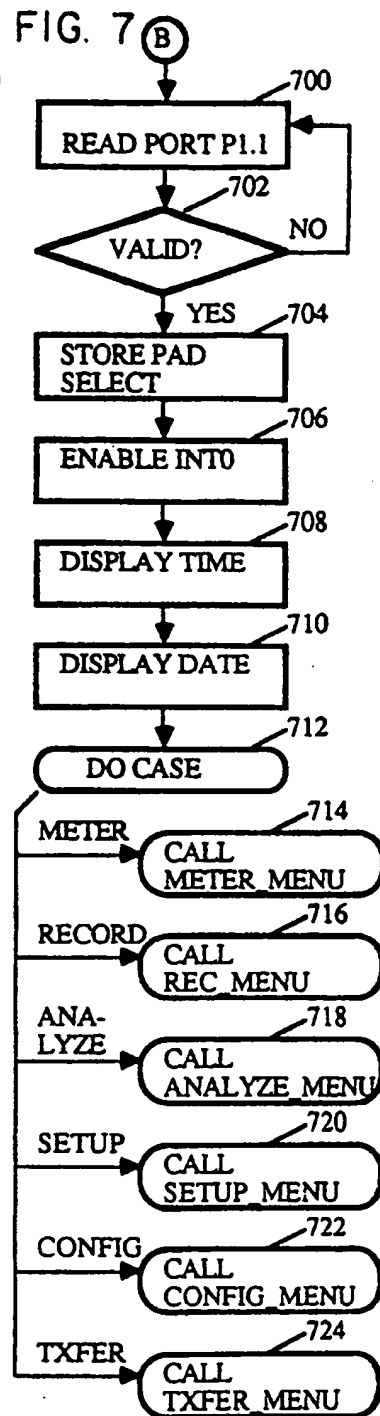 FIG. 7
B
700
READ PORT P1.1
702
VALID?
NO
YES
704
STORE PAD
SELECT
706
ENABLE INT0
708
DISPLAY TIME
710
DISPLAY DATE
712
DO CASE
METER
714
CALL
METER_MENU
RECORD
716
CALL
REC_MENU
ANA-
LYZE
718
CALL
ANALYZE_MENU
SETUP
720
CALL
SETUP_MENU
CONFIG
722
CALL
CONFIG_MENU
TXFER
724
CALL
TXFER_MENU